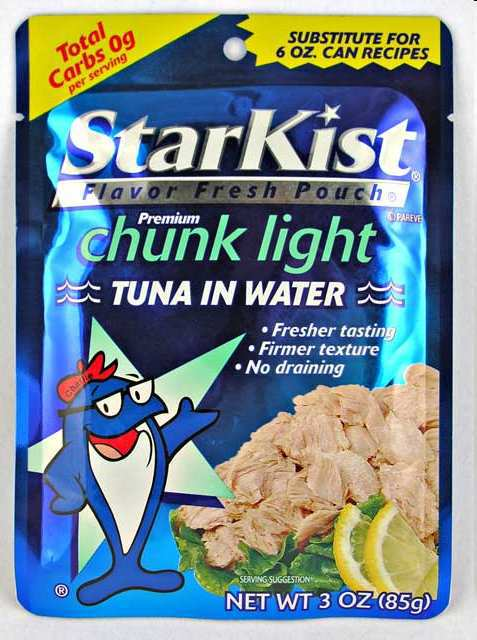 Total
Carbs 0g
per serving
SUBSTITUTE FOR
6 OZ. CAN RECIPES
StarKist®
Flavor Fresh Pouch®
Premium
chunk light
Ⓤ PAREVE
TUNA IN WATER
• Fresher tasting
• Firmer texture
• No draining
Charlie
SERVING SUGGESTION
®
NET WT 3 OZ (85g)